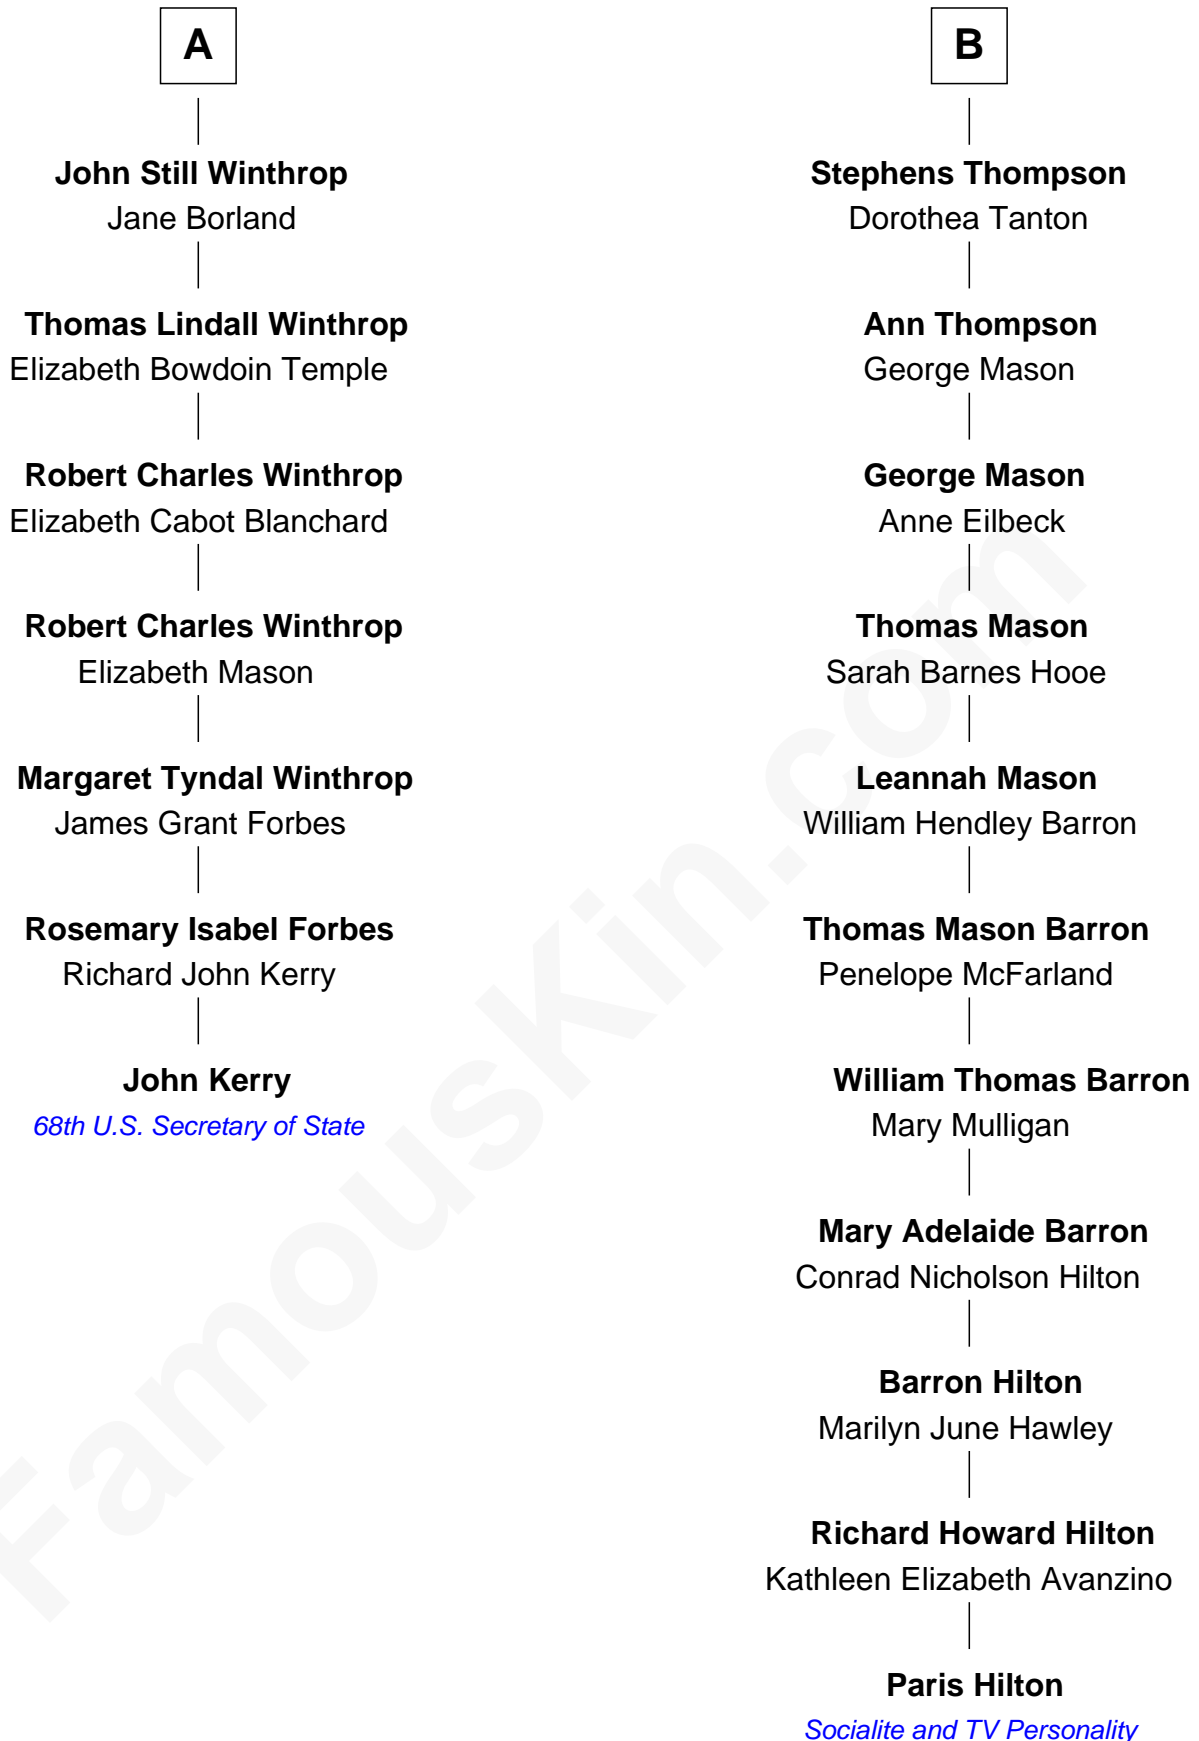 A
John Still Winthrop
Jane Borland
Thomas Lindall Winthrop
Elizabeth Bowdoin Temple
Robert Charles Winthrop
Elizabeth Cabot Blanchard
Robert Charles Winthrop
Elizabeth Mason
Margaret Tyndal Winthrop
James Grant Forbes
Rosemary Isabel Forbes
Richard John Kerry
John Kerry
68th U.S. Secretary of State
B
Stephens Thompson
Dorothea Tanton
Ann Thompson
George Mason
George Mason
Anne Eilbeck
Thomas Mason
Sarah Barnes Hooe
Leannah Mason
William Hendley Barron
Thomas Mason Barron
Penelope McFarland
William Thomas Barron
Mary Mulligan
Mary Adelaide Barron
Conrad Nicholson Hilton
Barron Hilton
Marilyn June Hawley
Richard Howard Hilton
Kathleen Elizabeth Avanzino
Paris Hilton
Socialite and TV Personality
FamousKin.com